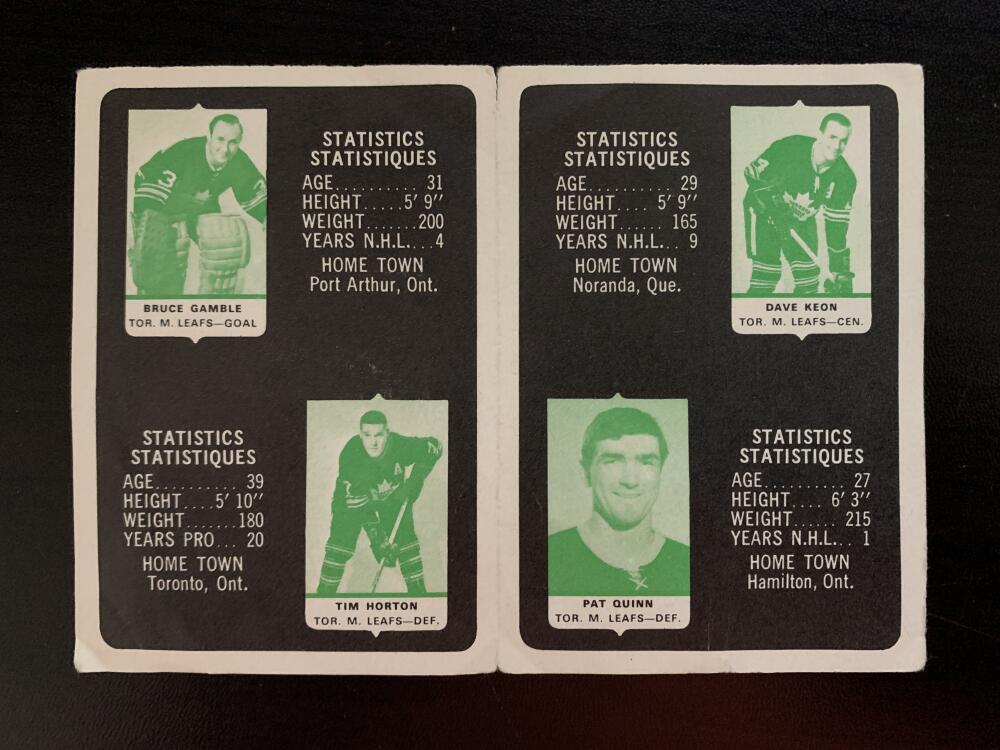 STATISTICS
STATISTIQUES
AGE.......... 31
HEIGHT.....5' 9"
WEIGHT......200
YEARS N.H.L....4
HOME TOWN
Port Arthur, Ont.
3
BRUCE GAMBLE
TOR. M. LEAFS—GOAL
STATISTICS
STATISTIQUES
AGE.......... 39
HEIGHT....5' 10"
WEIGHT.......180
YEARS PRO... 20
HOME TOWN
Toronto, Ont.
A
TIM HORTON
TOR. M. LEAFS—DEF.
STATISTICS
STATISTIQUES
AGE.......... 29
HEIGHT.... 5' 9"
WEIGHT...... 165
YEARS N.H.L... 9
HOME TOWN
Noranda, Que.
DAVE KEON
TOR. M. LEAFS—CEN.
PAT QUINN
TOR. M. LEAFS—DEF.
STATISTICS
STATISTIQUES
AGE.......... 27
HEIGHT.... 6' 3"
WEIGHT...... 215
YEARS N.H.L... 1
HOME TOWN
Hamilton, Ont.